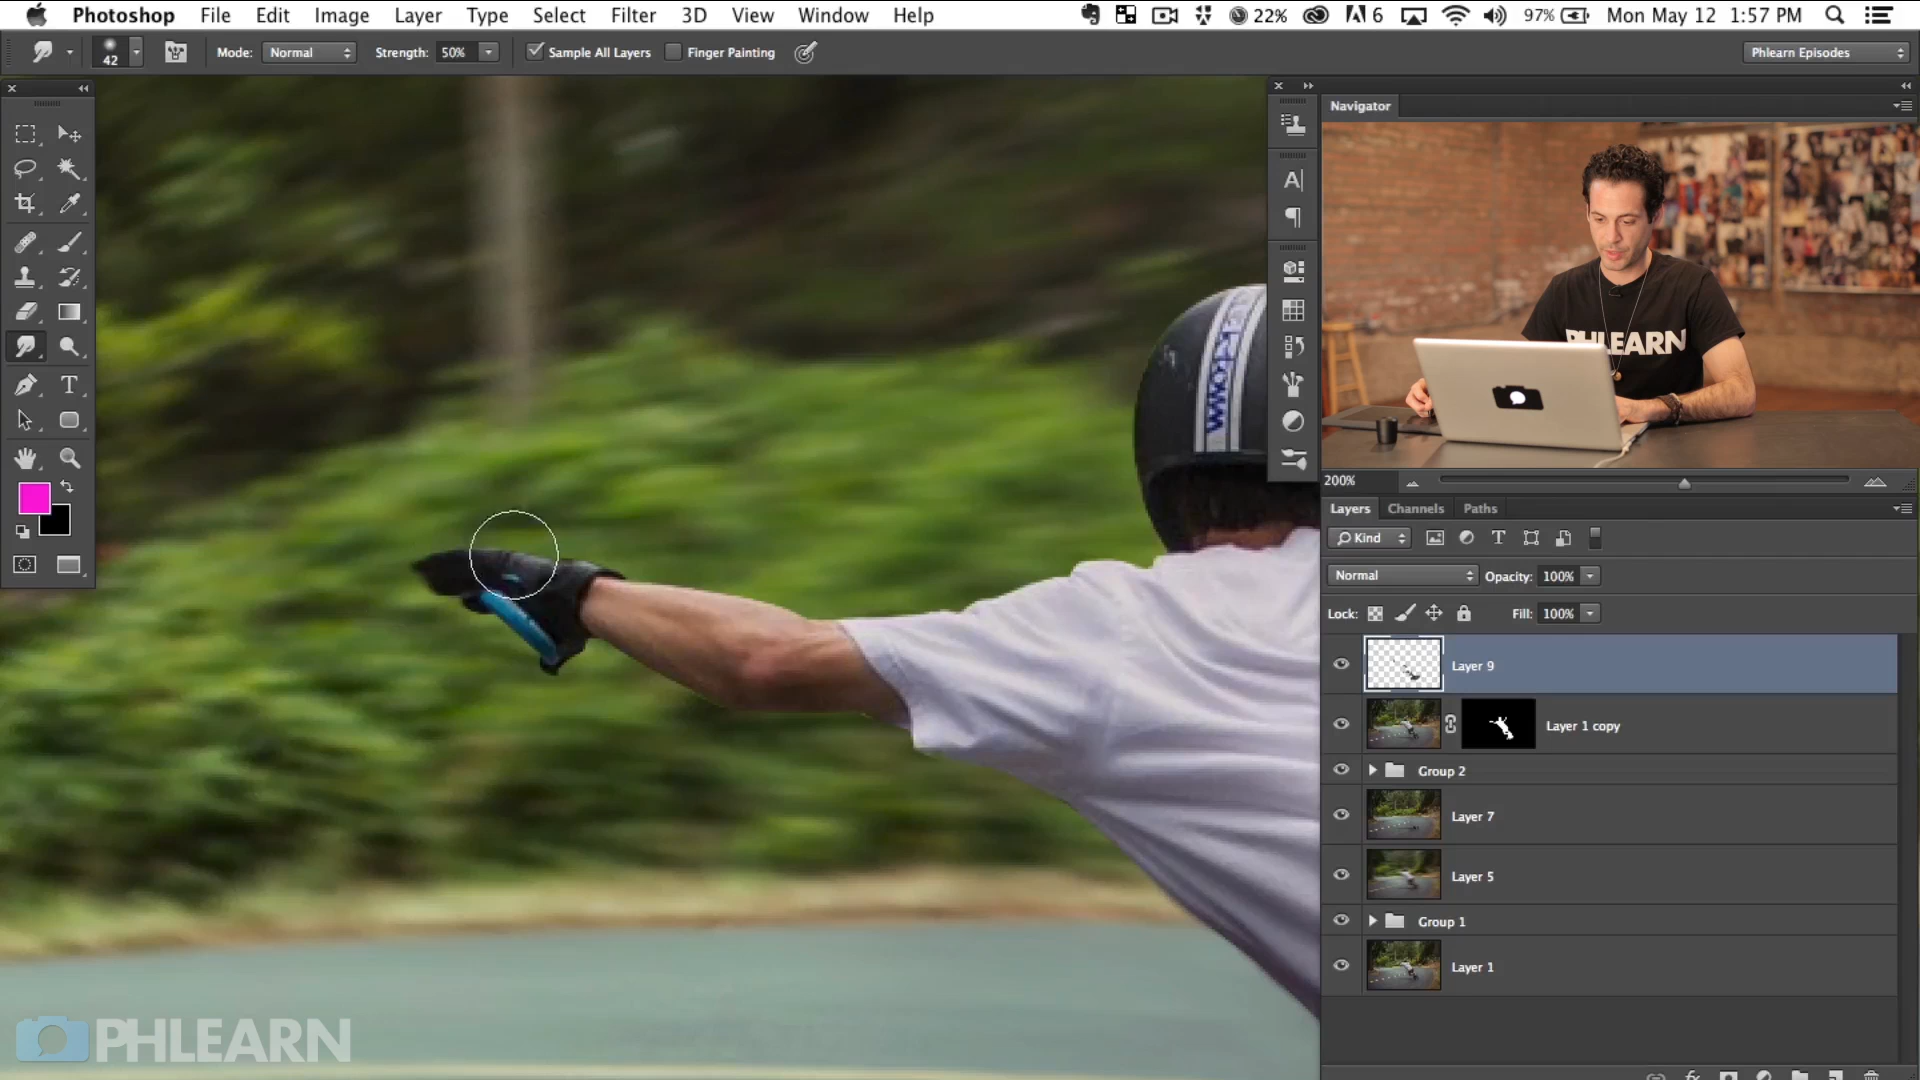 Photoshop File Edit Image Layer Type Select Filter 3D View Window Help 22% 6 97% Mon May 12 1:57 PM
42 Mode: Normal Strength: 50% Sample All Layers Finger Painting Phlearn Episodes
Navigator
PHLEARN
200%
Layers Channels Paths
Kind
Normal Opacity: 100%
Lock: Fill: 100%
Layer 9
Layer 1 copy
Group 2
Layer 7
Layer 5
Group 1
Layer 1
PHLEARN